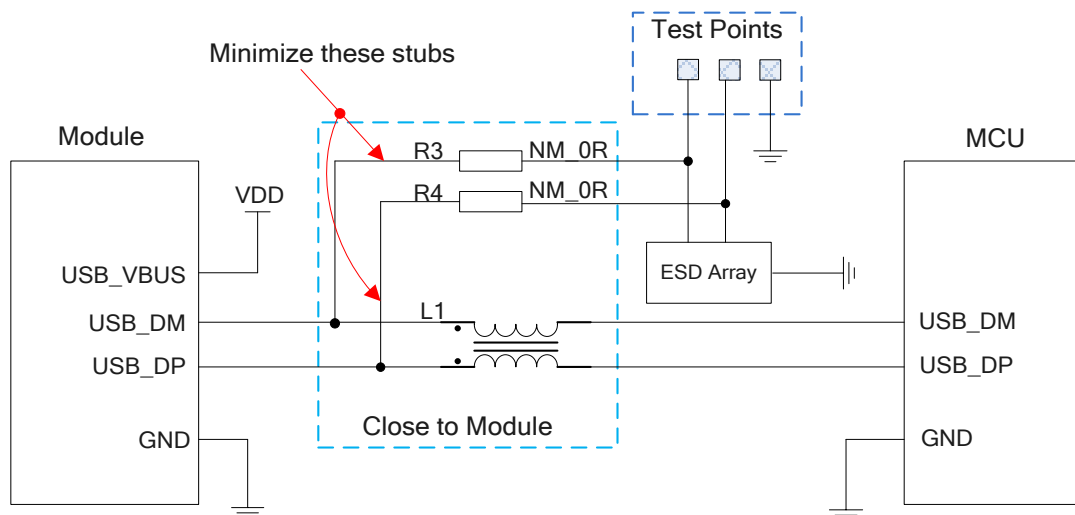 Test Points
Minimize these stubs
Module
MCU
R3
NM_0R
R4
NM_0R
VDD
ESD Array
USB_VBUS
L1
USB_DM
USB_DM
USB_DP
USB_DP
Close to Module
GND
GND